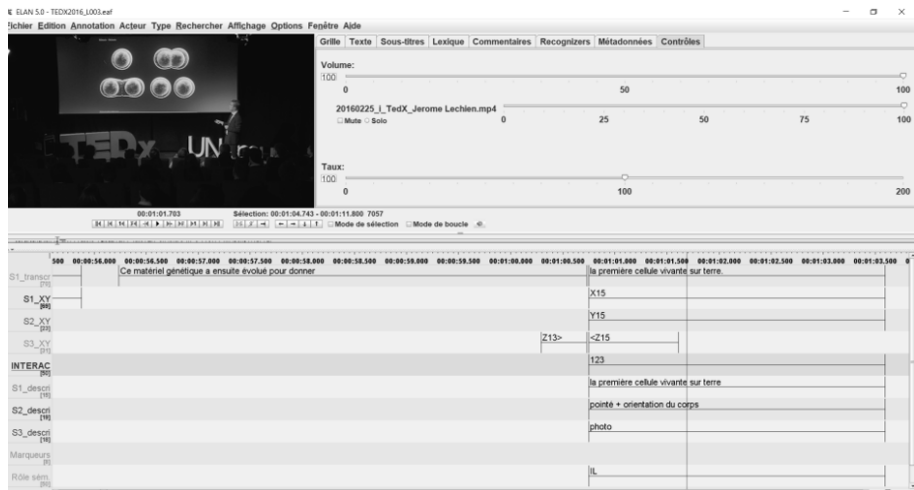 ELAN 5.0 - TEDX2016_L003.eaf
Fichier Edition Annotation Acteur Type Rechercher Affichage Options Fenêtre Aide
Grille Texte Sous-titres Lexique Commentaires Recognizers Métadonnées Contrôles
Volume:
100
0 50 100
20160225_i_TedX_Jerome Lechien.mp4
Mute Solo
0 25 50 75 100
Taux:
100
0 100 200
TEDx UN
00:01:01.703 Sélection: 00:01:04.743 - 00:01:11.800 7057
Mode de sélection Mode de boucle
500 00:00:56.000 00:00:56.500 00:00:57.000 00:00:57.500 00:00:58.000 00:00:58.500 00:00:59.000 00:00:59.500 00:01:00.000 00:01:00.500 00:01:01.000 00:01:01.500 00:01:02.000 00:01:02.500 00:01:03.000 00:01:03.500
S1_transcri Ce matériel génétique a ensuite évolué pour donner la première cellule vivante sur terre.
S1_XY X15
S2_XY Y15
S3_XY Z13> <Z15
INTERAC 123
S1_descri la première cellule vivante sur terre
S2_descri pointé + orientation du corps
S3_descri photo
Marqueurs
Rôle sém. IL